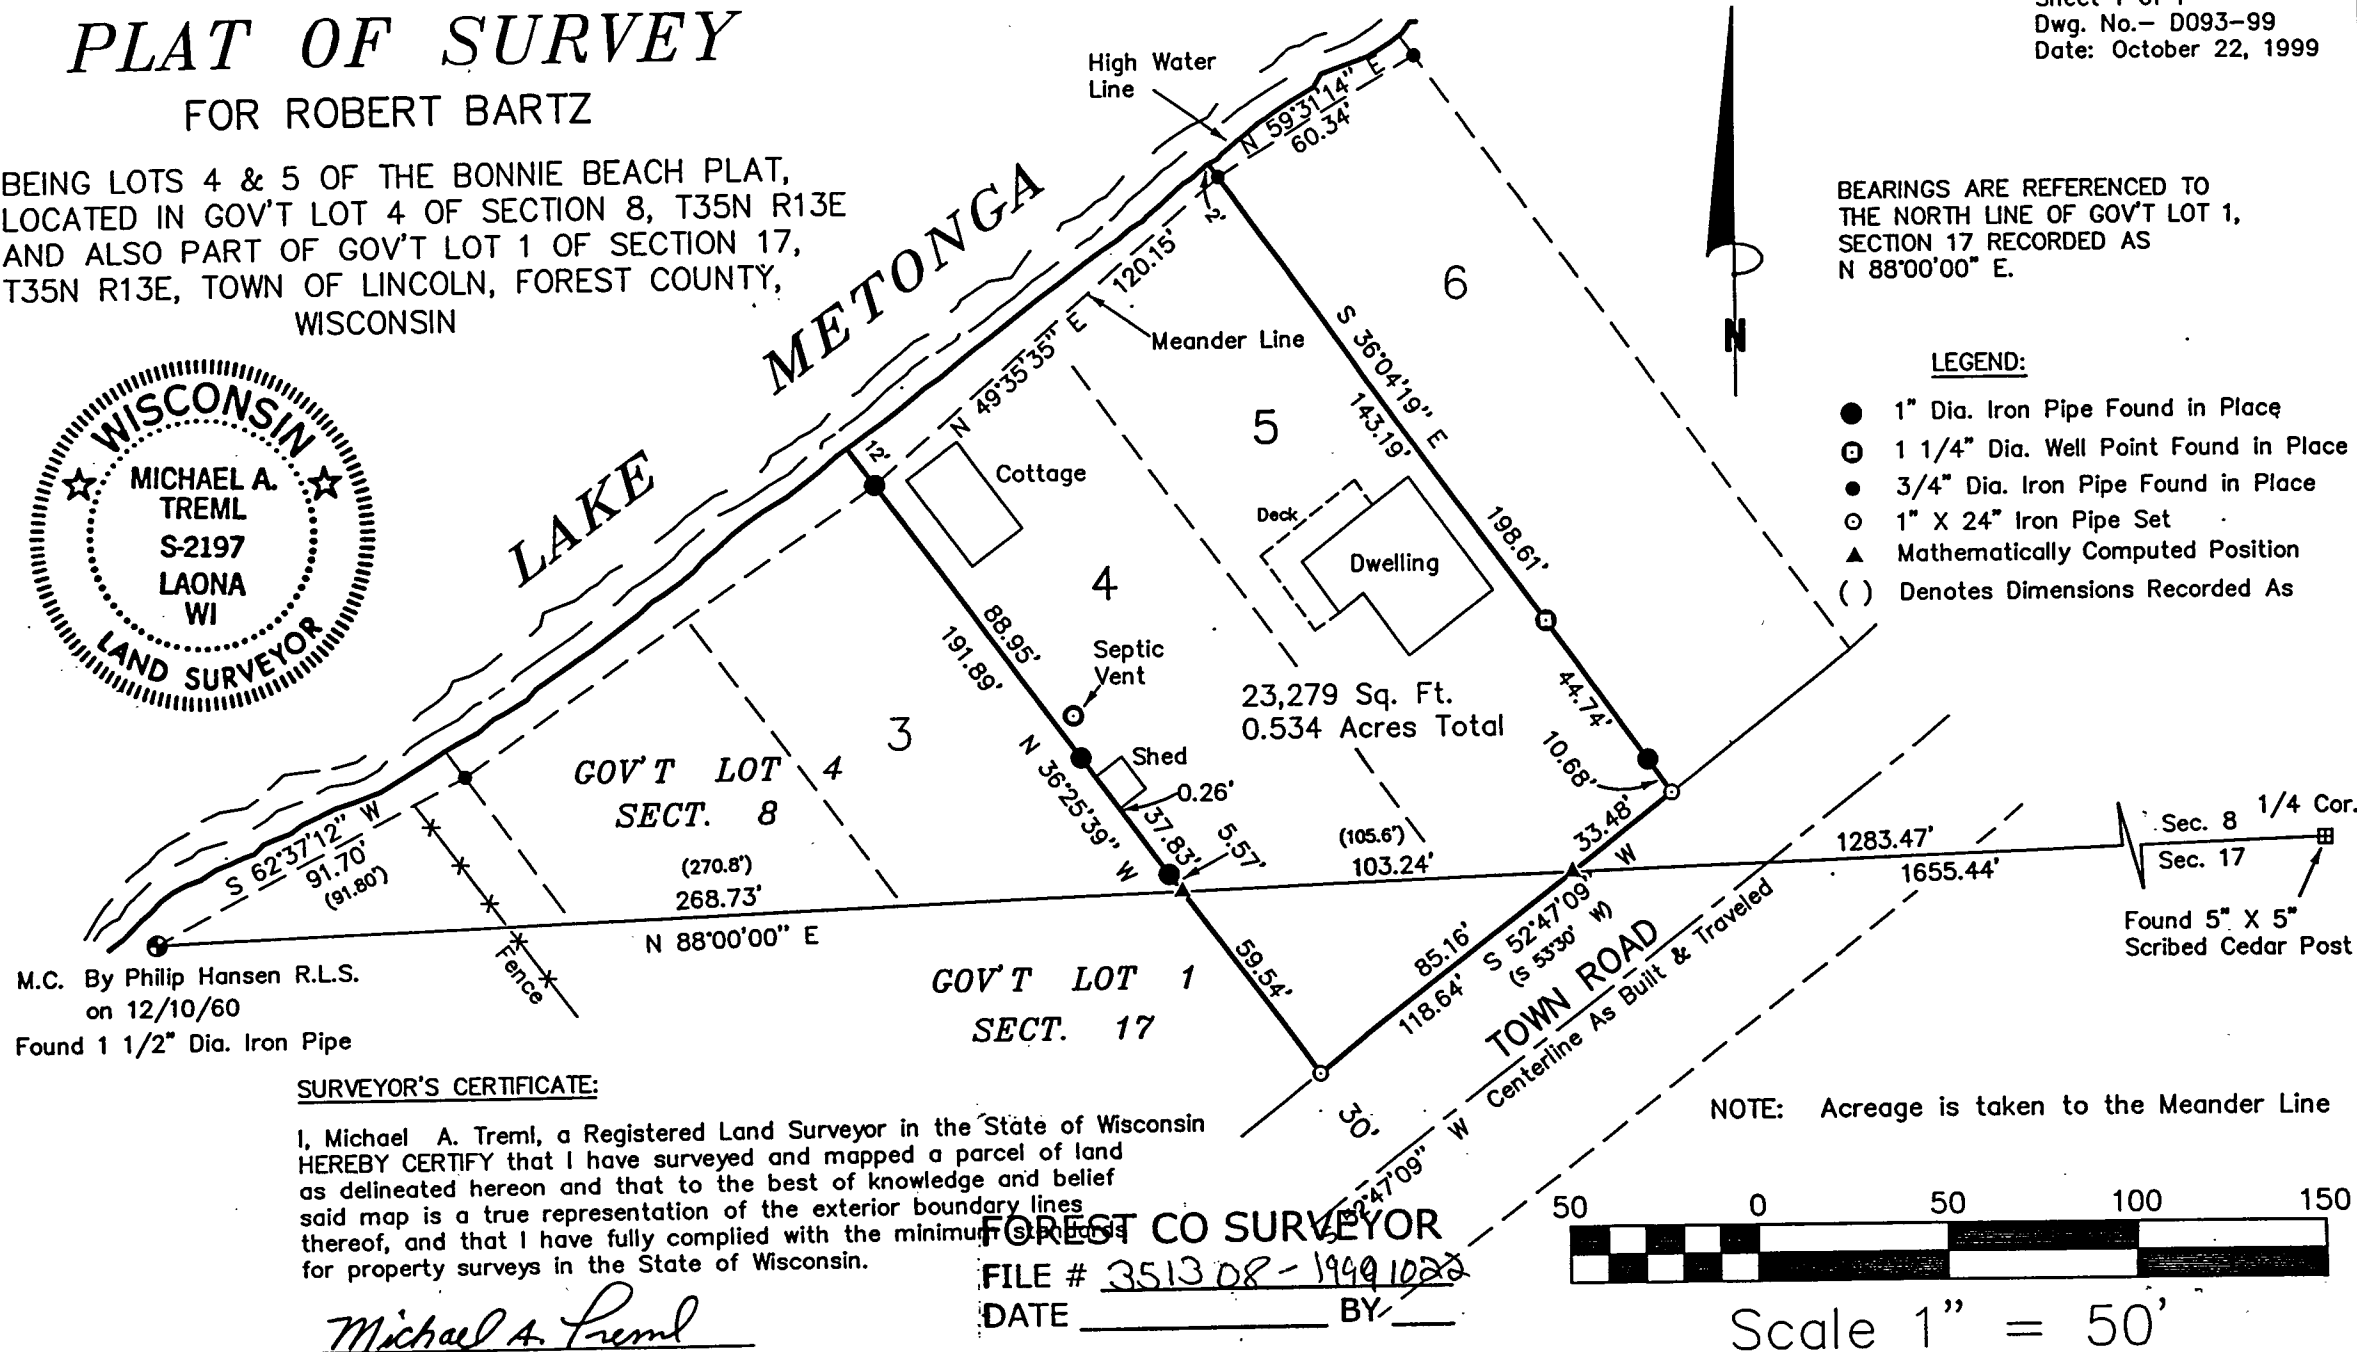 PLAT OF SURVEY
FOR ROBERT BARTZ
BEING LOTS 4 & 5 OF THE BONNIE BEACH PLAT,
LOCATED IN GOV'T LOT 4 OF SECTION 8, T35N R13E
AND ALSO PART OF GOV'T LOT 1 OF SECTION 17,
T35N R13E, TOWN OF LINCOLN, FOREST COUNTY,
WISCONSIN
Dwg. No.- D093-99
Date: October 22, 1999
BEARINGS ARE REFERENCED TO
THE NORTH LINE OF GOV'T LOT 1,
SECTION 17 RECORDED AS
N 88°00'00" E.
N
LEGEND:
1" Dia. Iron Pipe Found in Place
1 1/4" Dia. Well Point Found in Place
3/4" Dia. Iron Pipe Found in Place
1" X 24" Iron Pipe Set
Mathematically Computed Position
( ) Denotes Dimensions Recorded As
WISCONSIN
MICHAEL A.
TREML
S-2197
LAONA
WI
LAND SURVEYOR
LAKE METONGA
High Water
Line
N 59°31'14" E
60.34'
2'
120.15'
N 49°35'35" E
Meander Line
12'
6
S 36°04'19" E
143.19'
198.61'
5
Cottage
Deck
Dwelling
4
88.95'
191.89'
Septic
Vent
44.74'
10.68'
23,279 Sq. Ft.
0.534 Acres Total
3
Shed
0.26'
N 36°25'39" W
37.83'
5.57'
GOV'T LOT 4
SECT. 8
(270.8')
268.73'
N 88°00'00" E
(105.6')
103.24'
33.48'
1283.47'
1655.44'
Sec. 8
Sec. 17
1/4 Cor.
Found 5" X 5"
Scribed Cedar Post
S 62°37'12" W
91.70'
(91.80')
Fence
M.C. By Philip Hansen R.L.S.
on 12/10/60
Found 1 1/2" Dia. Iron Pipe
GOV'T LOT 1
SECT. 17
59.54'
85.16'
118.64'
S 52°47'09" W
(S 53°30' W)
TOWN ROAD
Centerline As Built & Traveled
30'
52°47'09" W
NOTE: Acreage is taken to the Meander Line
SURVEYOR'S CERTIFICATE:
I, Michael A. Treml, a Registered Land Surveyor in the State of Wisconsin
HEREBY CERTIFY that I have surveyed and mapped a parcel of land
as delineated hereon and that to the best of knowledge and belief
said map is a true representation of the exterior boundary lines
thereof, and that I have fully complied with the minimum standards
for property surveys in the State of Wisconsin.
Michael A. Treml
FOREST CO SURVEYOR
FILE # 351308-19991022
DATE BY
50 0 50 100 150
Scale 1" = 50'